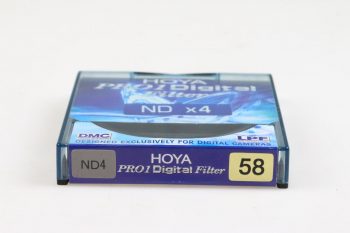 HOYA
PRO1 Digital
Filter
ND x4
DMC LPF
DESIGNED EXCLUSIVELY FOR DIGITAL CAMERAS
ND4 HOYA 58
PRO1 Digital Filter